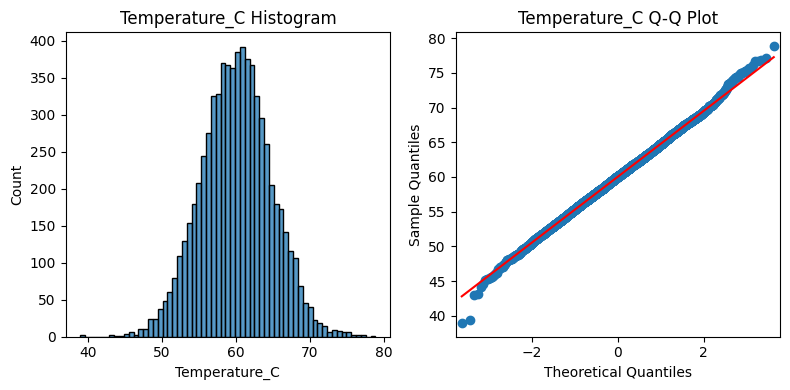 Temperature_C Histogram
400
350
300
250
200
150
100
50
0
Count
40 50 60 70 80
Temperature_C
Temperature_C Q-Q Plot
80
75
70
65
60
55
50
45
40
Sample Quantiles
−2 0 2
Theoretical Quantiles